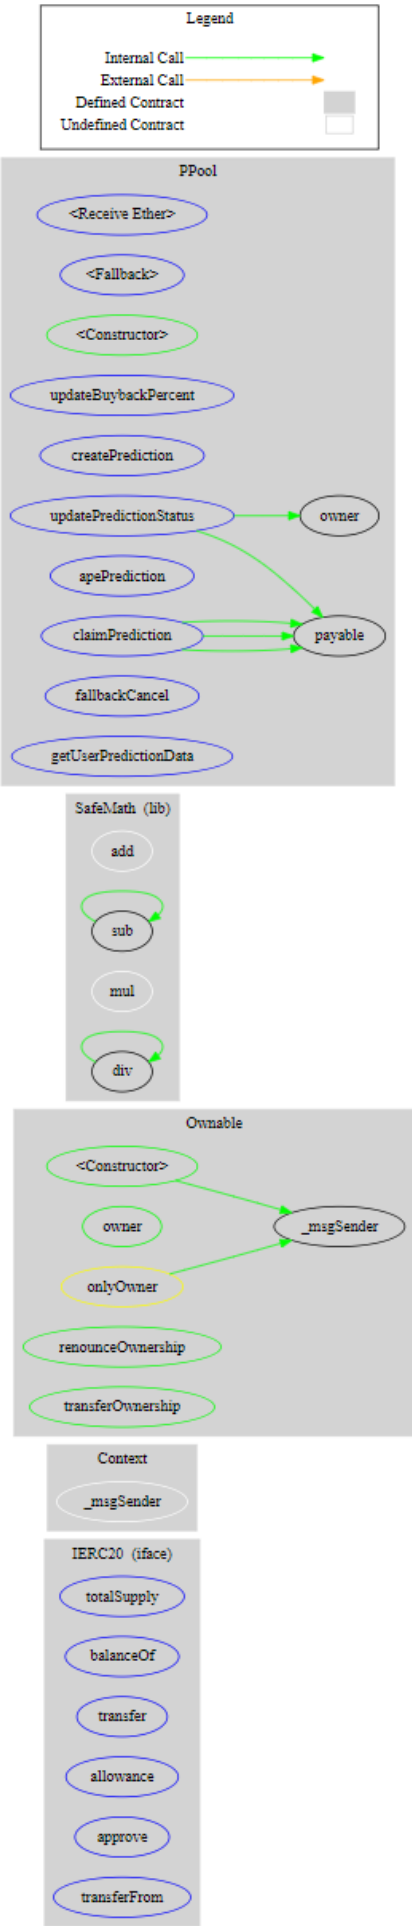 Legend
Internal Call
External Call
Defined Contract
Undefined Contract
PPool
<Receive Ether>
<Fallback>
<Constructor>
updateBuybackPercent
createPrediction
updatePredictionStatus
owner
apePrediction
claimPrediction
payable
fallbackCancel
getUserPredictionData
SafeMath (lib)
add
sub
mul
div
Ownable
<Constructor>
owner
_msgSender
onlyOwner
renounceOwnership
transferOwnership
Context
_msgSender
IERC20 (iface)
totalSupply
balanceOf
transfer
allowance
approve
transferFrom